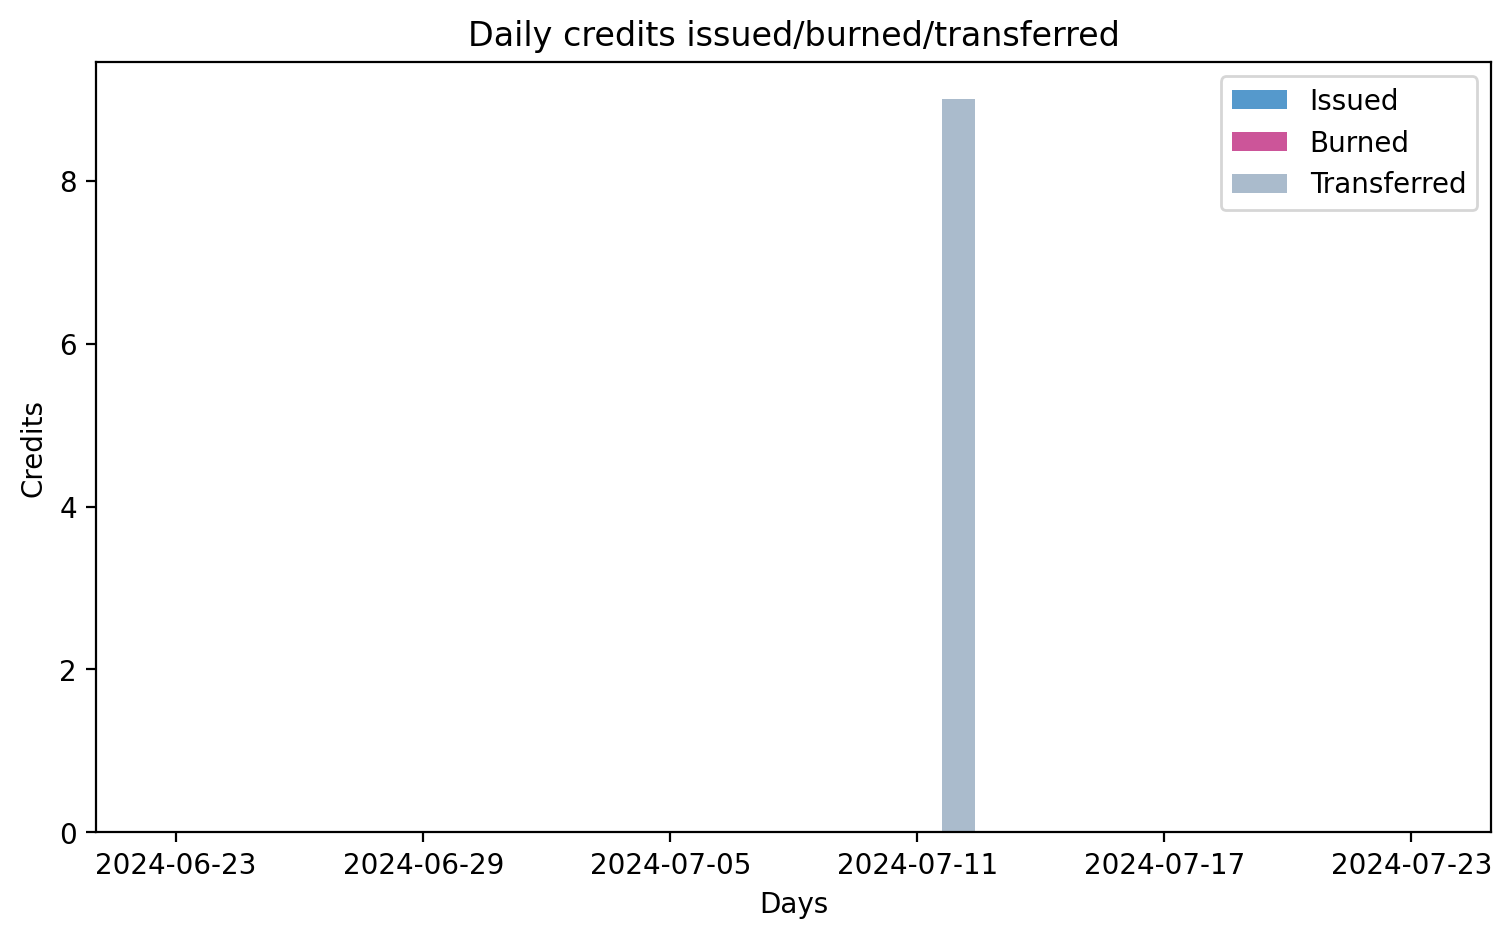 Daily credits issued/burned/transferred
Issued
Burned
Transferred
8
6
4
2
0
Credits
2024-06-23
2024-06-29
2024-07-05
2024-07-11
2024-07-17
2024-07-23
Days